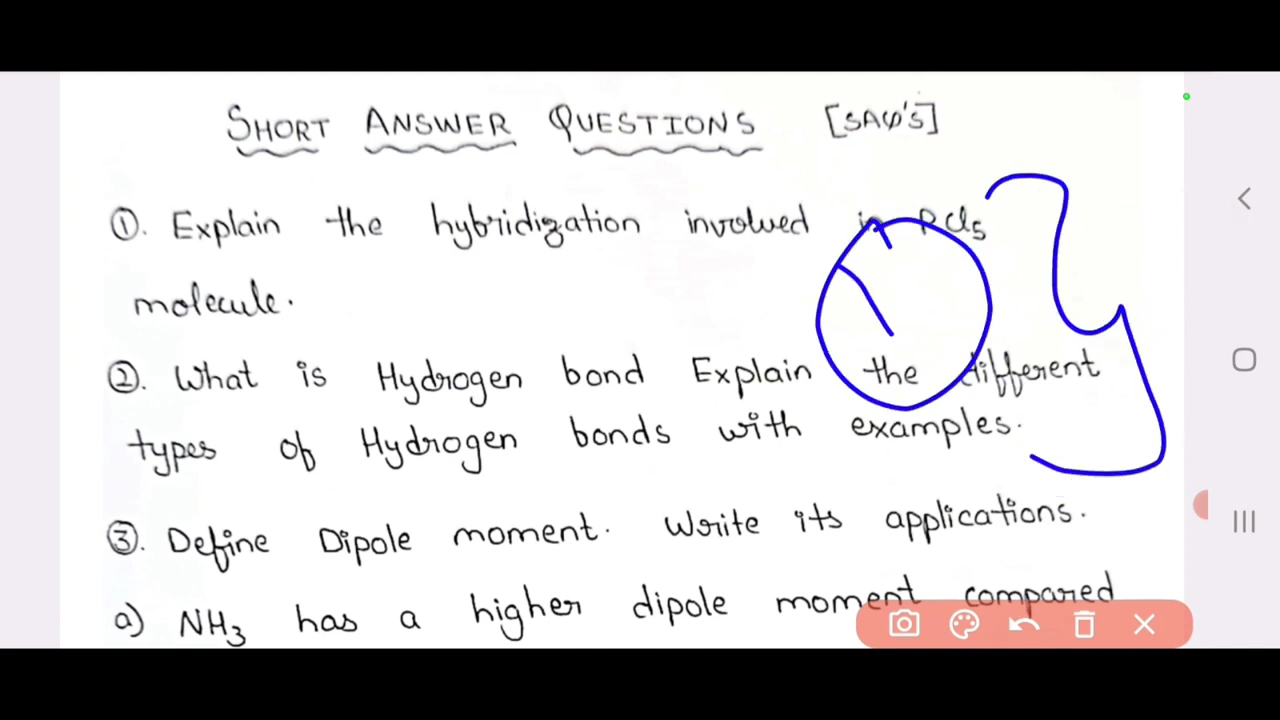 SHORT ANSWER QUESTIONS [SAQ'S]
①. Explain the hybridization involved in PCl5
molecule.
②. What is Hydrogen bond Explain the different
types of Hydrogen bonds with examples.
③. Define Dipole moment. Write its applications.
a) NH3 has a higher dipole moment compared